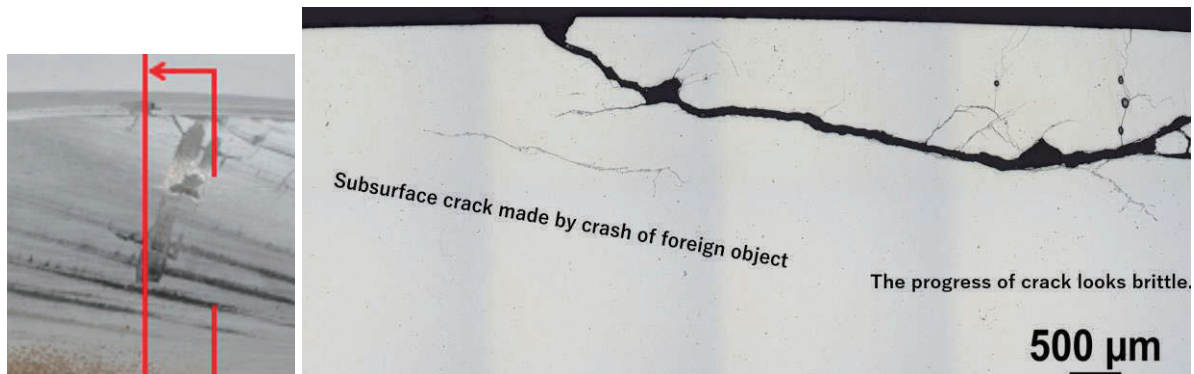 Subsurface crack made by crash of foreign object
The progress of crack looks brittle.
500 µm